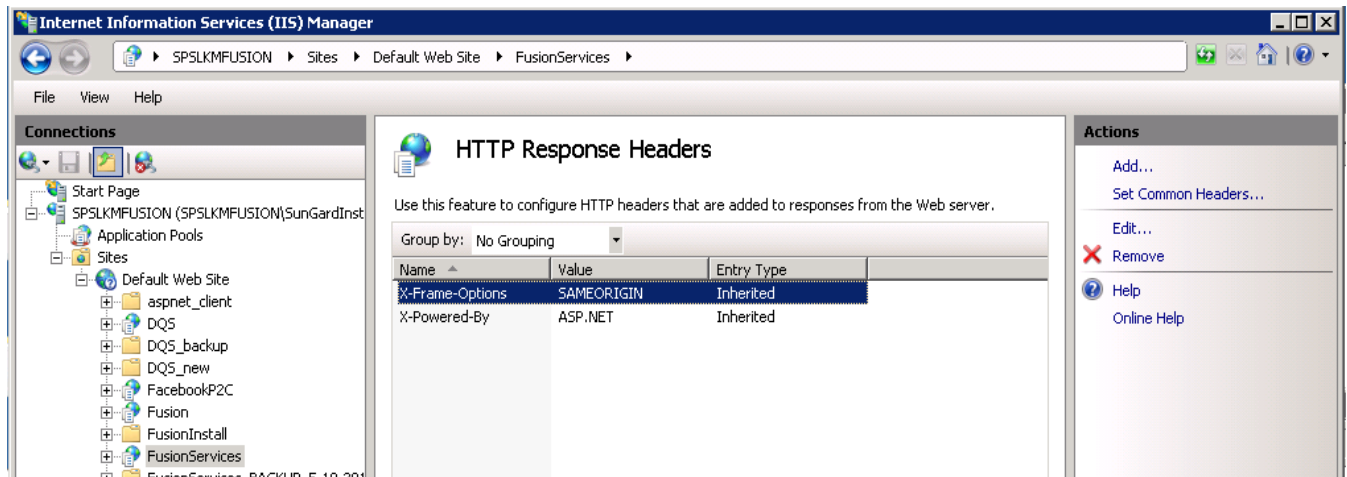 Internet Information Services (IIS) Manager
SPSLKMFUSION Sites Default Web Site FusionServices
File View Help
Connections
Start Page
SPSLKMFUSION (SPSLKMFUSION\SunGardInst
Application Pools
Sites
Default Web Site
aspnet_client
DQS
DQS_backup
DQS_new
FacebookP2C
Fusion
FusionInstall
FusionServices
FusionServices_BACKUP_5_19_201
HTTP Response Headers
Use this feature to configure HTTP headers that are added to responses from the Web server.
Group by: No Grouping
Name Value Entry Type
X-Frame-Options SAMEORIGIN Inherited
X-Powered-By ASP.NET Inherited
Actions
Add...
Set Common Headers...
Edit...
Remove
Help
Online Help